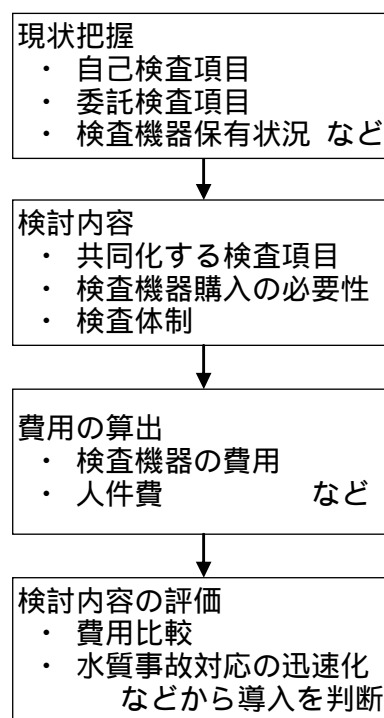 現状把握
・ 自己検査項目
・ 委託検査項目
・ 検査機器保有状況 など
検討内容
・ 共同化する検査項目
・ 検査機器購入の必要性
・ 検査体制
費用の算出
・ 検査機器の費用
・ 人件費 など
検討内容の評価
・ 費用比較
・ 水質事故対応の迅速化
などから導入を判断